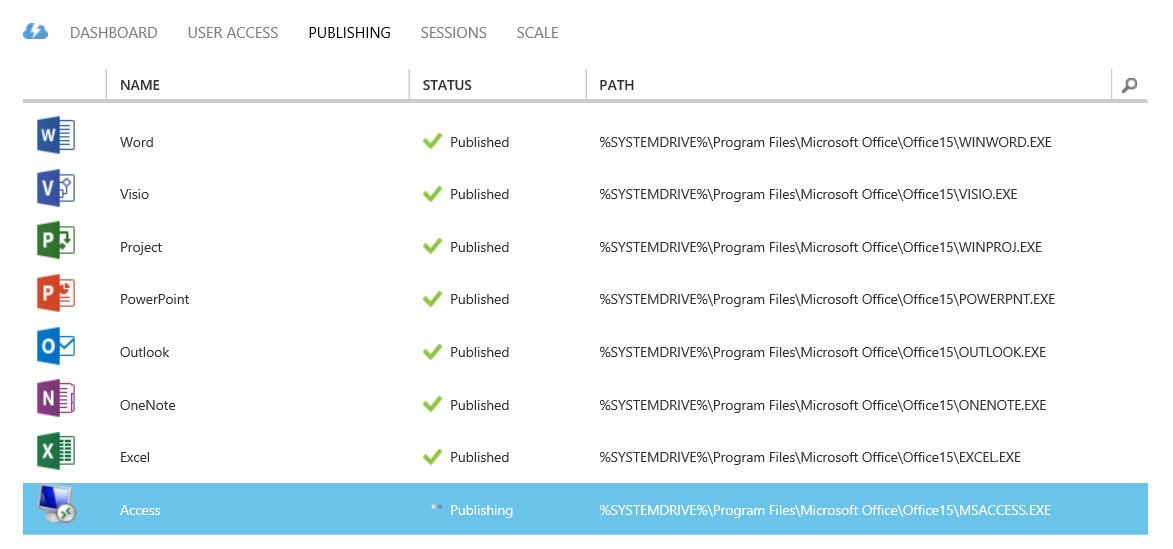 DASHBOARD USER ACCESS PUBLISHING SESSIONS SCALE
NAME STATUS PATH
W Word Published %SYSTEMDRIVE%\Program Files\Microsoft Office\Office15\WINWORD.EXE
V Visio Published %SYSTEMDRIVE%\Program Files\Microsoft Office\Office15\VISIO.EXE
P Project Published %SYSTEMDRIVE%\Program Files\Microsoft Office\Office15\WINPROJ.EXE
P PowerPoint Published %SYSTEMDRIVE%\Program Files\Microsoft Office\Office15\POWERPNT.EXE
O Outlook Published %SYSTEMDRIVE%\Program Files\Microsoft Office\Office15\OUTLOOK.EXE
N OneNote Published %SYSTEMDRIVE%\Program Files\Microsoft Office\Office15\ONENOTE.EXE
X Excel Published %SYSTEMDRIVE%\Program Files\Microsoft Office\Office15\EXCEL.EXE
Access Publishing %SYSTEMDRIVE%\Program Files\Microsoft Office\Office15\MSACCESS.EXE